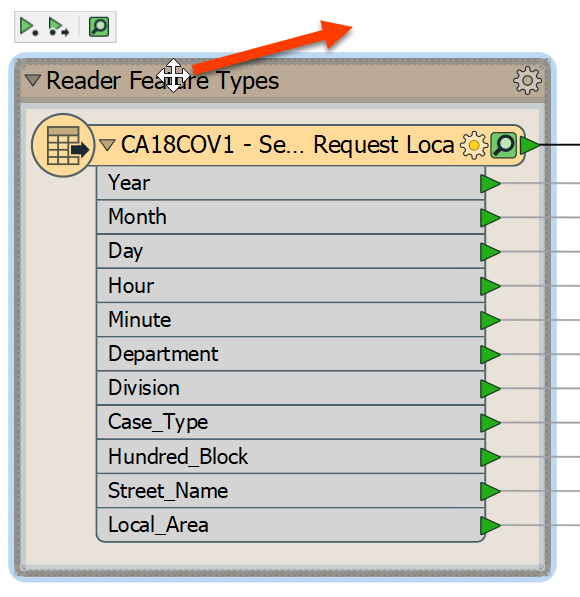 Reader Feature Types
CA18COV1 - Se... Request Loca
Year
Month
Day
Hour
Minute
Department
Division
Case_Type
Hundred_Block
Street_Name
Local_Area